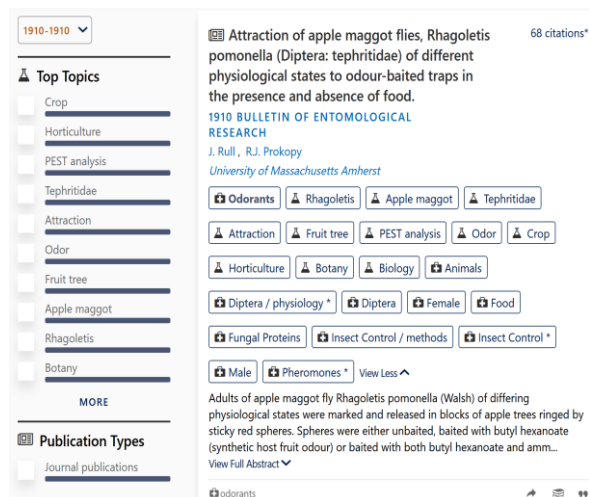 1910-1910
Top Topics
Crop
Horticulture
PEST analysis
Tephritidae
Attraction
Odor
Fruit tree
Apple maggot
Rhagoletis
Botany
MORE
Publication Types
Journal publications
Attraction of apple maggot flies, Rhagoletis
pomonella (Diptera: tephritidae) of different
physiological states to odour-baited traps in
the presence and absence of food.
68 citations*
1910 BULLETIN OF ENTOMOLOGICAL
RESEARCH
J. Rull , R.J. Prokopy
University of Massachusetts Amherst
Odorants Rhagoletis Apple maggot Tephritidae
Attraction Fruit tree PEST analysis Odor Crop
Horticulture Botany Biology Animals
Diptera / physiology * Diptera Female Food
Fungal Proteins Insect Control / methods Insect Control *
Male Pheromones * View Less
Adults of apple maggot fly Rhagoletis pomonella (Walsh) of differing
physiological states were marked and released in blocks of apple trees ringed by
sticky red spheres. Spheres were either unbaited, baited with butyl hexanoate
(synthetic host fruit odour) or baited with both butyl hexanoate and amm...
View Full Abstract
odorants